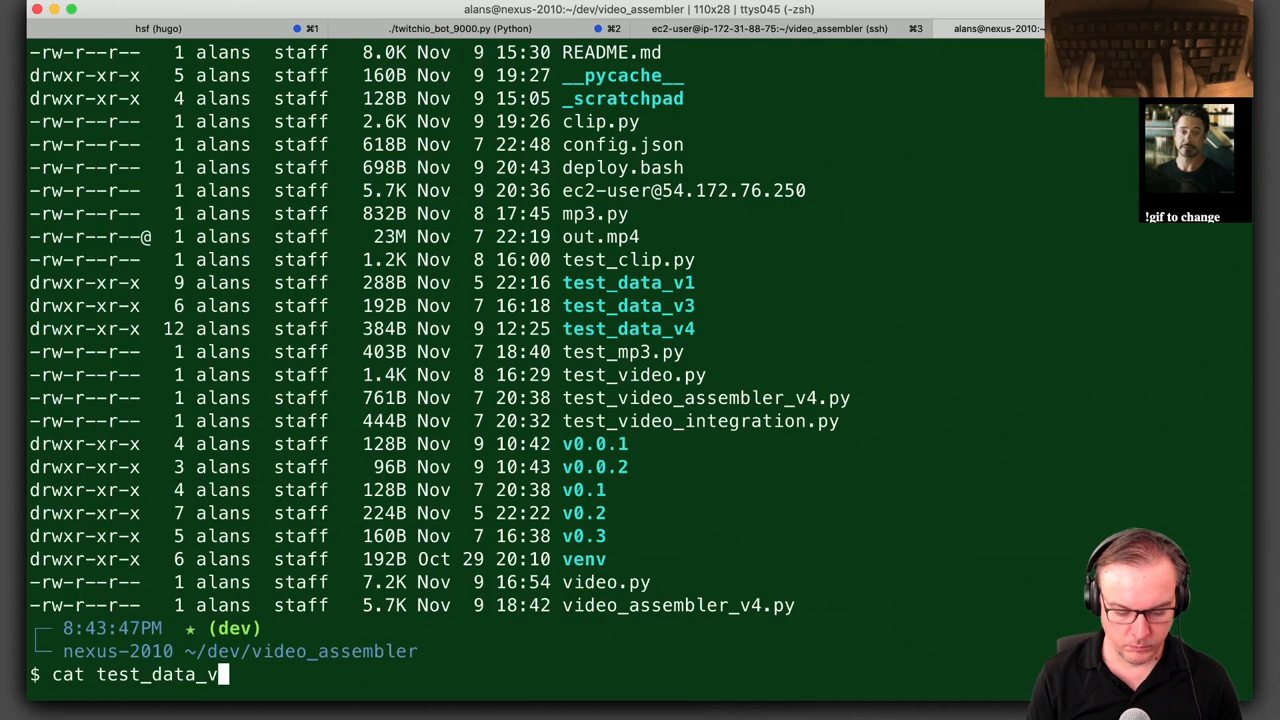 alans@nexus-2010:~/dev/video_assembler | 110x28 | ttys045 (-zsh)
hsf (hugo) ⌘1 ./twitchio_bot_9000.py (Python) ⌘2 ec2-user@ip-172-31-88-75:~/video_assembler (ssh) ⌘3 alans@nexus-2010:~
-rw-r--r-- 1 alans staff 8.0K Nov 9 15:30 README.md
drwxr-xr-x 5 alans staff 160B Nov 9 19:27 __pycache__
drwxr-xr-x 4 alans staff 128B Nov 9 15:05 _scratchpad
-rw-r--r-- 1 alans staff 2.6K Nov 9 19:26 clip.py
-rw-r--r-- 1 alans staff 618B Nov 7 22:48 config.json
-rw-r--r-- 1 alans staff 698B Nov 9 20:43 deploy.bash
-rw-r--r-- 1 alans staff 5.7K Nov 9 20:36 ec2-user@54.172.76.250
-rw-r--r-- 1 alans staff 832B Nov 8 17:45 mp3.py
-rw-r--r--@ 1 alans staff 23M Nov 7 22:19 out.mp4
-rw-r--r-- 1 alans staff 1.2K Nov 8 16:00 test_clip.py
drwxr-xr-x 9 alans staff 288B Nov 5 22:16 test_data_v1
drwxr-xr-x 6 alans staff 192B Nov 7 16:18 test_data_v3
drwxr-xr-x 12 alans staff 384B Nov 9 12:25 test_data_v4
-rw-r--r-- 1 alans staff 403B Nov 7 18:40 test_mp3.py
-rw-r--r-- 1 alans staff 1.4K Nov 8 16:29 test_video.py
-rw-r--r-- 1 alans staff 761B Nov 7 20:38 test_video_assembler_v4.py
-rw-r--r-- 1 alans staff 444B Nov 7 20:32 test_video_integration.py
drwxr-xr-x 4 alans staff 128B Nov 9 10:42 v0.0.1
drwxr-xr-x 3 alans staff 96B Nov 9 10:43 v0.0.2
drwxr-xr-x 4 alans staff 128B Nov 7 20:38 v0.1
drwxr-xr-x 7 alans staff 224B Nov 5 22:22 v0.2
drwxr-xr-x 5 alans staff 160B Nov 7 16:38 v0.3
drwxr-xr-x 6 alans staff 192B Oct 29 20:10 venv
-rw-r--r-- 1 alans staff 7.2K Nov 9 16:54 video.py
-rw-r--r-- 1 alans staff 5.7K Nov 9 18:42 video_assembler_v4.py
8:43:47PM ★ (dev)
nexus-2010 ~/dev/video_assembler
$ cat test_data_v
!gif to change